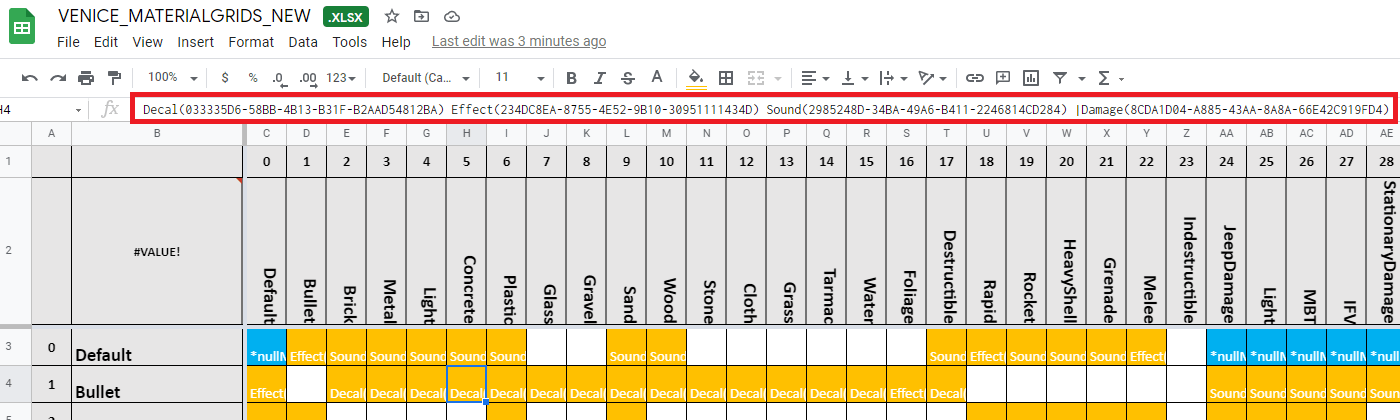 VENICE_MATERIALGRIDS_NEW .XLSX
File Edit View Insert Format Data Tools Help Last edit was 3 minutes ago
100% $ % .0 .00 123 Default (Ca... 11 B I S A
H4 fx Decal(033335D6-58BB-4B13-B31F-B2AAD54812BA) Effect(234DC8EA-8755-4E52-9B10-30951111434D) Sound(2985248D-34BA-49A6-B411-2246814CD284) |Damage(8CDA1D04-A885-43AA-8A8A-66E42C919FD4)
A B C D E F G H I J K L M N O P Q R S T U V W X Y Z AA AB AC AD AE
1 0 1 2 3 4 5 6 7 8 9 10 11 12 13 14 15 16 17 18 19 20 21 22 23 24 25 26 27 28
2 #VALUE! Default Bullet Brick Metal Light Concrete Plastic Glass Gravel Sand Wood Stone Cloth Grass Tarmac Water Foliage Destructible Rapid Rocket HeavyShell Grenade Melee Indestructible JeepDamage Light MBT IFV StationaryDamage
3 0 Default *nullM Effect( Sound Sound Sound Sound Sound Sound Sound Sound Effect( Sound Sound Sound Effect( *nullM *nullM *nullM *nullM *null
4 1 Bullet Effect( Decal( Decal( Decal( Decal( Decal( Decal( Decal( Decal( Decal( Decal( Decal( Decal( Decal( Decal( Effect( Decal( Sound Sound Sound Sound Soun